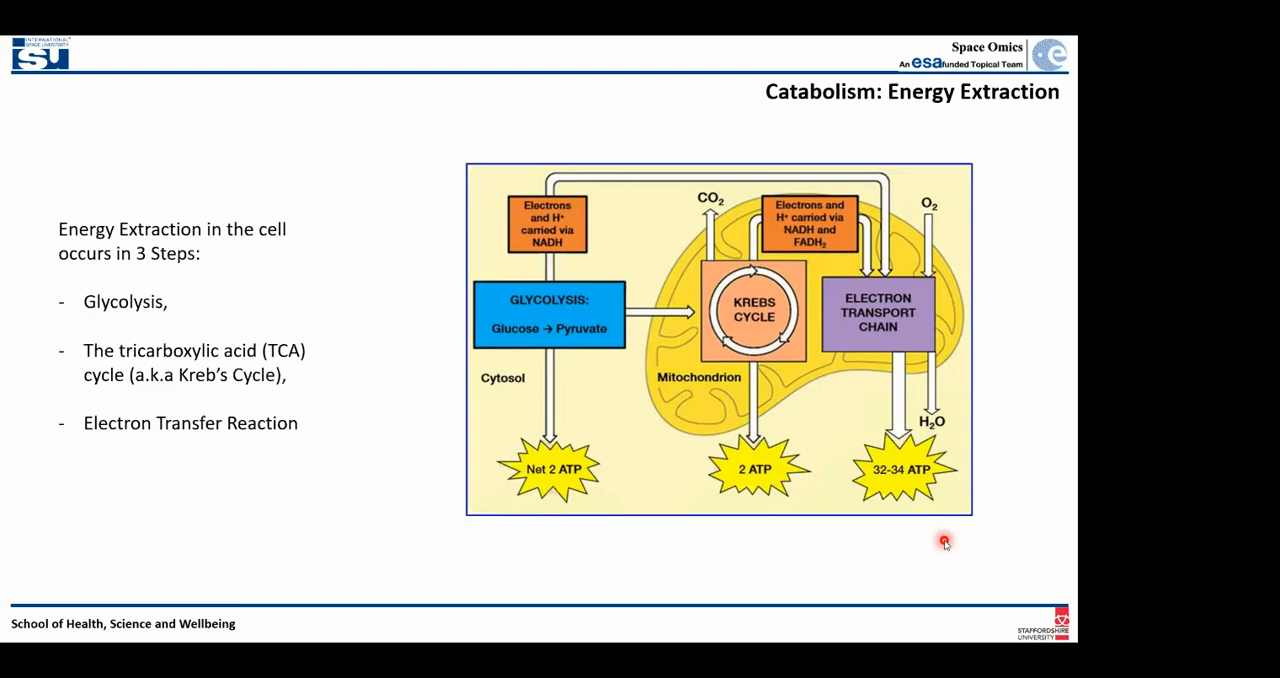 INTERNATIONAL
SPACE UNIVERSITY
ISU
Space Omics
An esa funded Topical Team
esa
Catabolism: Energy Extraction
Energy Extraction in the cell
occurs in 3 Steps:
- Glycolysis,
- The tricarboxylic acid (TCA)
cycle (a.k.a Kreb’s Cycle),
- Electron Transfer Reaction
Electrons
and H+
carried via
NADH
CO2
Electrons and
H+ carried via
NADH and
FADH2
O2
GLYCOLYSIS:
Glucose → Pyruvate
KREBS
CYCLE
ELECTRON
TRANSPORT
CHAIN
Cytosol
Mitochondrion
H2O
Net 2 ATP
2 ATP
32-34 ATP
School of Health, Science and Wellbeing
STAFFORDSHIRE
UNIVERSITY